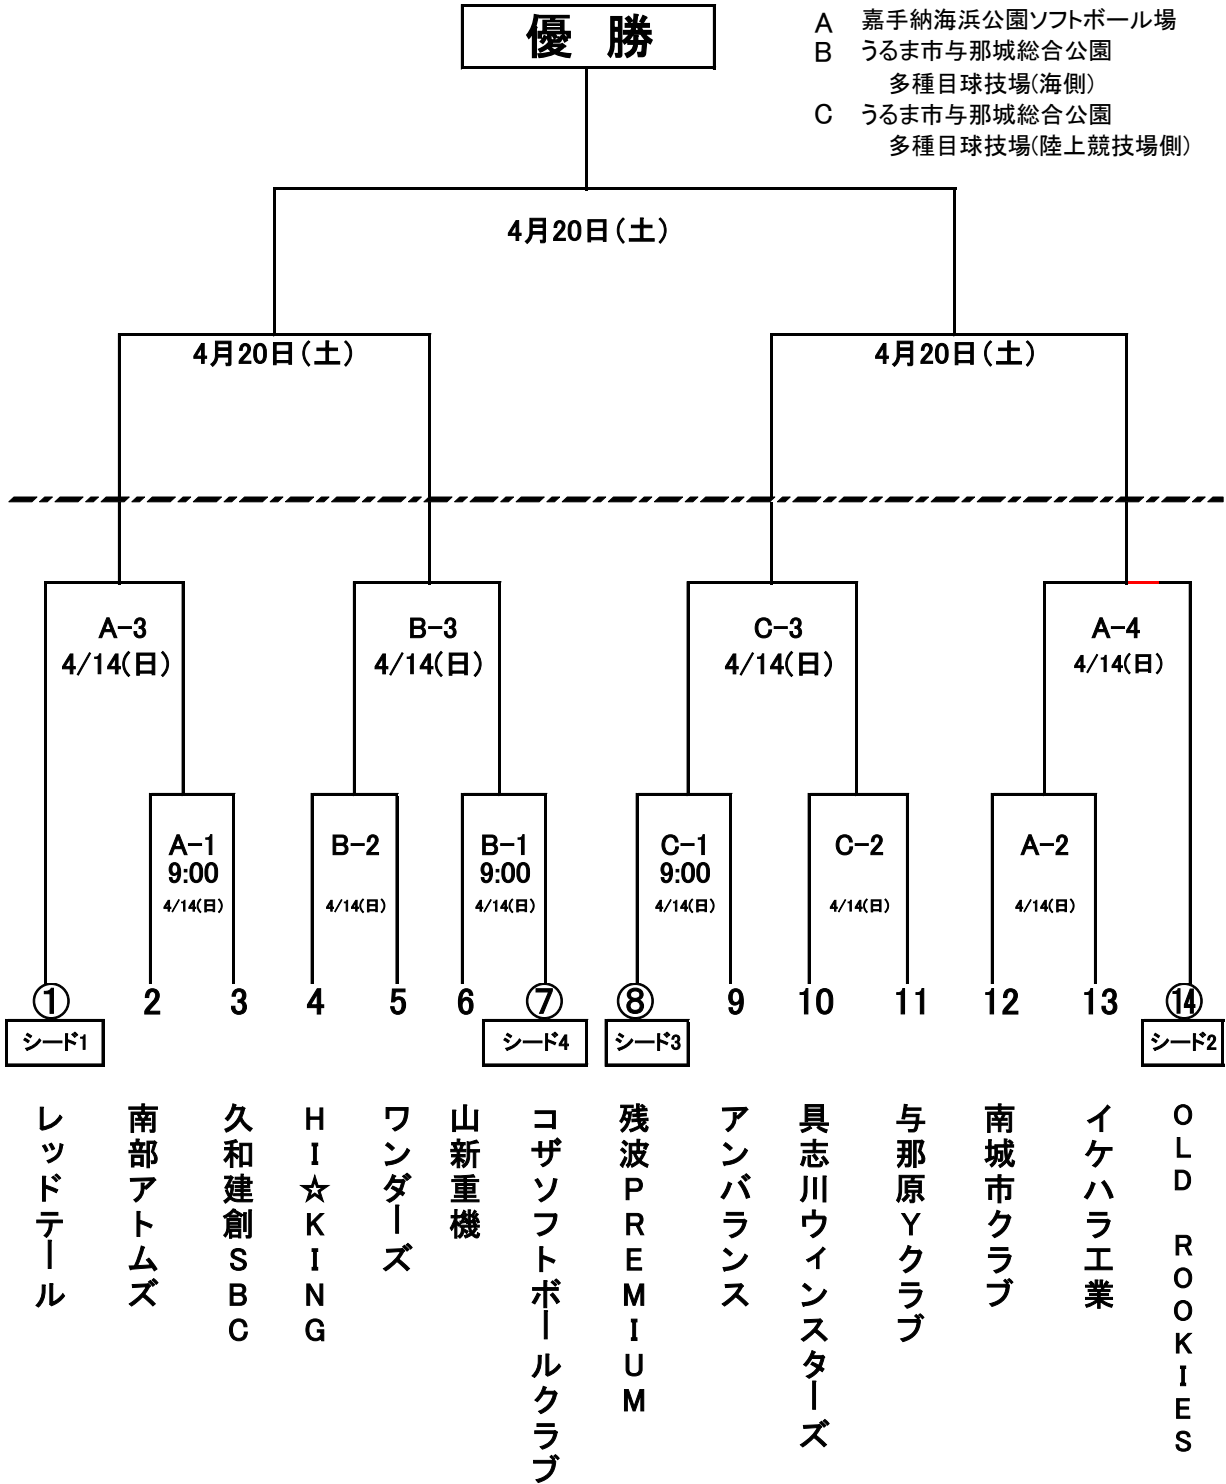 優 勝
A 嘉手納海浜公園ソフトボール場
B うるま市与那城総合公園
多種目球技場(海側)
C うるま市与那城総合公園
多種目球技場(陸上競技場側)
4月20日(土)
4月20日(土)
4月20日(土)
A-3
4/14(日)
B-3
4/14(日)
C-3
4/14(日)
A-4
4/14(日)
A-1
9:00
4/14(日)
B-2
4/14(日)
B-1
9:00
4/14(日)
C-1
9:00
4/14(日)
C-2
4/14(日)
A-2
4/14(日)
① 2 3 4 5 6 ⑦ ⑧ 9 10 11 12 13 ⑭
シード1 シード4 シード3 シード2
レッドテール
南部アトムズ
久和建創SBC
HI☆KING
ワンダーズ
山新重機
コザソフトボールクラブ
残波PREMIUM
アンバランス
具志川ウィンスターズ
与那原Yクラブ
南城市クラブ
イケハラ工業
OLD ROOKIES